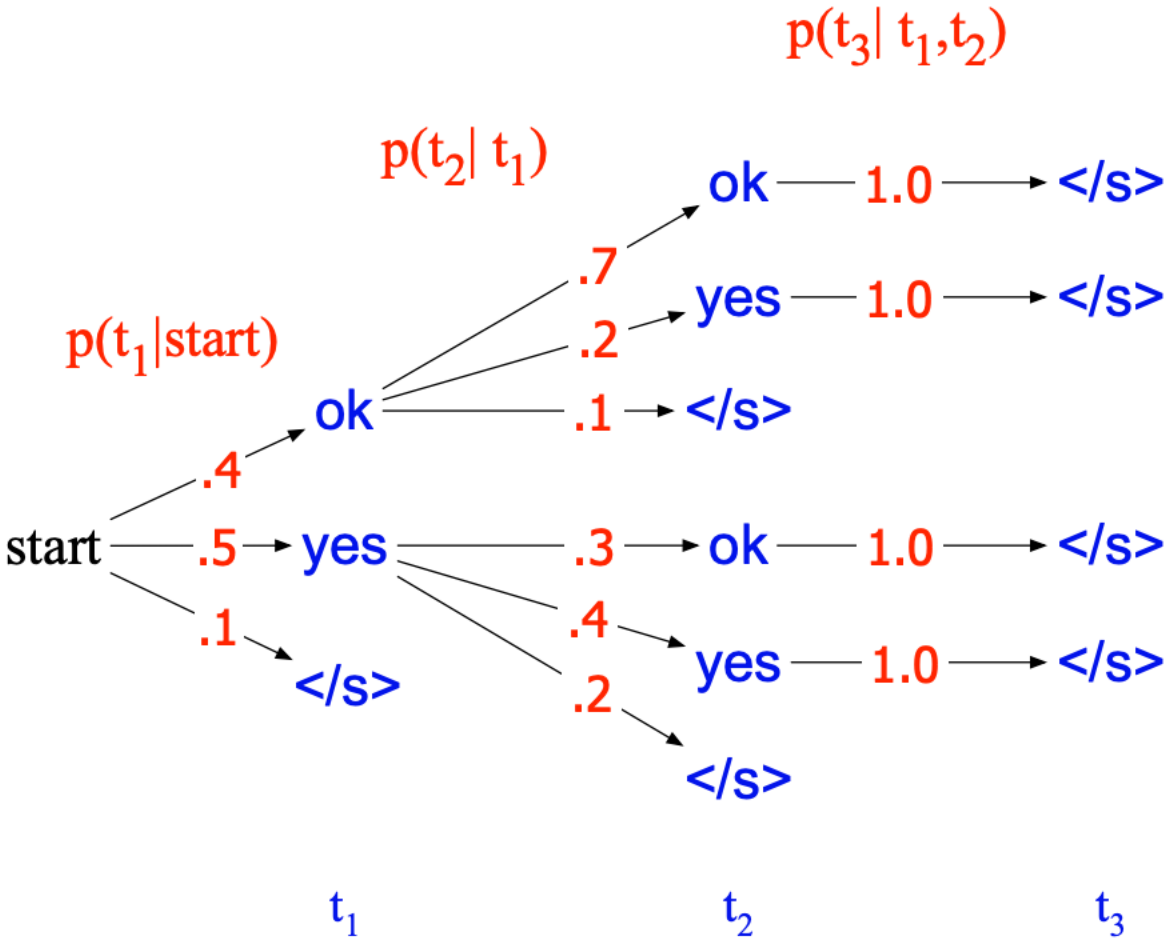 p(t₃| t₁,t₂)
p(t₂| t₁)
ok 1.0 </s>
.7
yes 1.0 </s>
.2
p(t₁|start)
ok .1 </s>
.4
start .5 yes .3 ok 1.0 </s>
.1 .4
yes 1.0 </s>
</s> .2
</s>
t₁ t₂ t₃